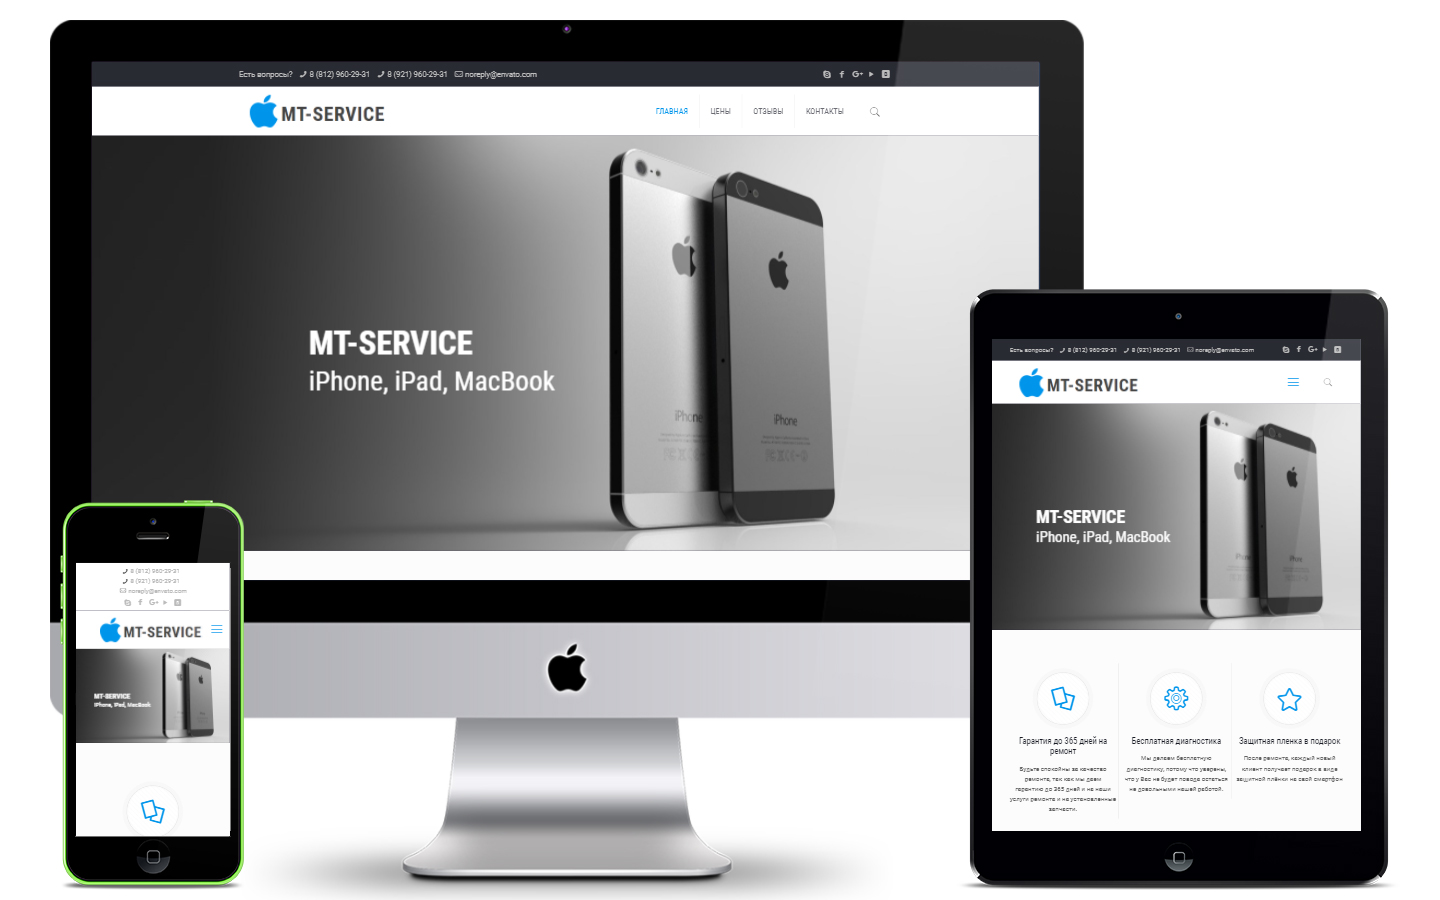 Есть вопросы? 8 (812) 960-29-31 8 (921) 960-29-31 noreply@envato.com
MT-SERVICE
ГЛАВНАЯ ЦЕНЫ ОТЗЫВЫ КОНТАКТЫ
MT-SERVICE
iPhone, iPad, MacBook
iPhone
iPhone
Есть вопросы? 8 (812) 960-29-31 8 (921) 960-29-31 noreply@envato.com
MT-SERVICE
MT-SERVICE
iPhone, iPad, MacBook
Гарантия до 365 дней на
ремонт
Будьте спокойны за качество
ремонта, так как мы даем
гарантию до 365 дней и на наши
услуги ремонта и на установленные
запчасти.
Бесплатная диагностика
Мы делаем бесплатную
диагностику, потому что уверены,
что у Вас не будет повода остаться
не довольными нашей работой.
Защитная пленка в подарок
После ремонта, каждый новый
клиент получает подарок в виде
защитной плёнки на свой смартфон
8 (812) 960-29-31
8 (921) 960-29-31
noreply@envato.com
MT-SERVICE
MT-SERVICE
iPhone, iPad, MacBook